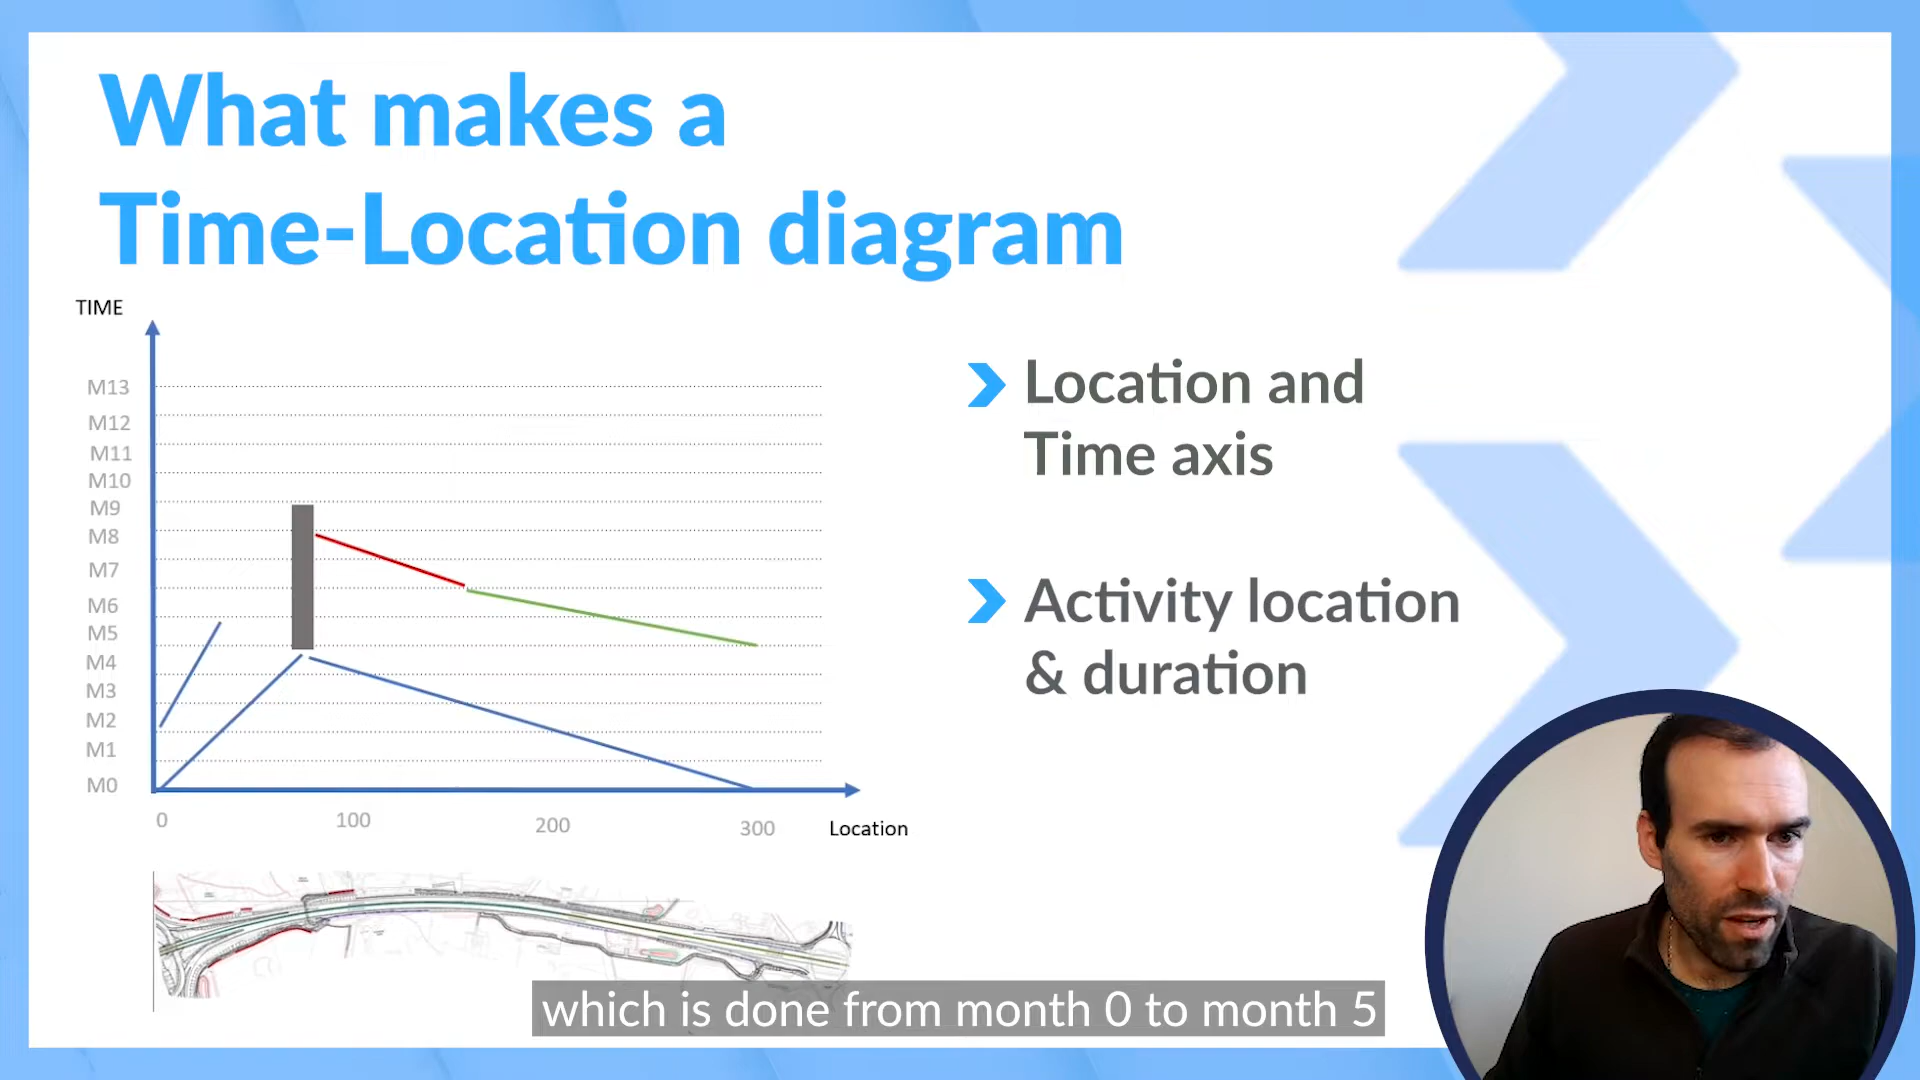 What makes a
Time-Location diagram
TIME
M13
M12
M11
M10
M9
M8
M7
M6
M5
M4
M3
M2
M1
M0
0
100
200
300
Location
Location and
Time axis
Activity location
& duration
which is done from month 0 to month 5